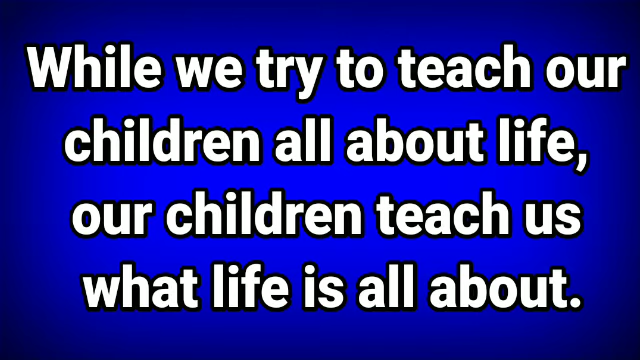 While we try to teach our
children all about life,
our children teach us
what life is all about.